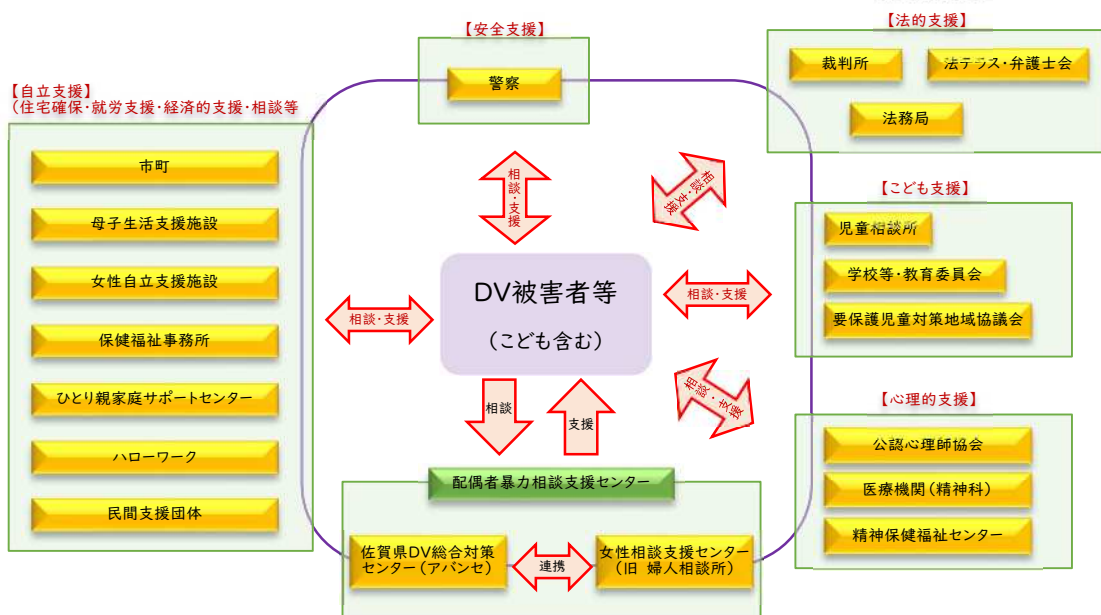 【安全支援】
警察
【法的支援】
裁判所
法テラス・弁護士会
法務局
【自立支援】
(住宅確保・就労支援・経済的支援・相談等
市町
母子生活支援施設
女性自立支援施設
保健福祉事務所
ひとり親家庭サポートセンター
ハローワーク
民間支援団体
相談・支援
相談・支援
相談・支援
DV被害者等
(こども含む)
相談・支援
相談・支援
相談
支援
【こども支援】
児童相談所
学校等・教育委員会
要保護児童対策地域協議会
【心理的支援】
公認心理師協会
医療機関(精神科)
精神保健福祉センター
配偶者暴力相談支援センター
佐賀県DV総合対策
センター(アバンセ)
連携
女性相談支援センター
(旧 婦人相談所)